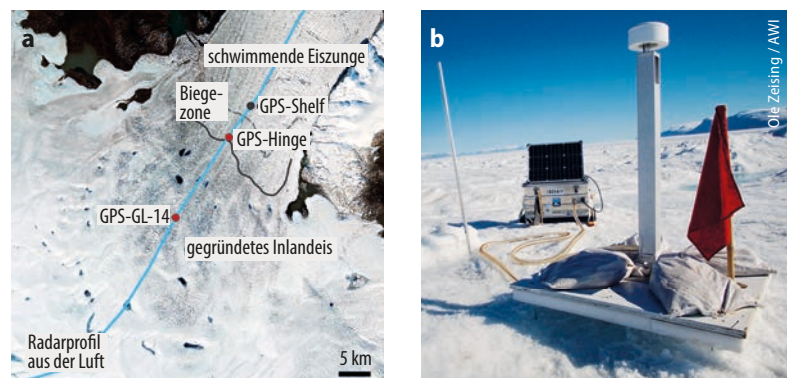 a
schwimmende Eiszunge
Biege-
zone
GPS-Shelf
GPS-Hinge
GPS-GL-14
gegründetes Inlandeis
Radarprofil
aus der Luft
5 km
b
Ole Zeising / AWI